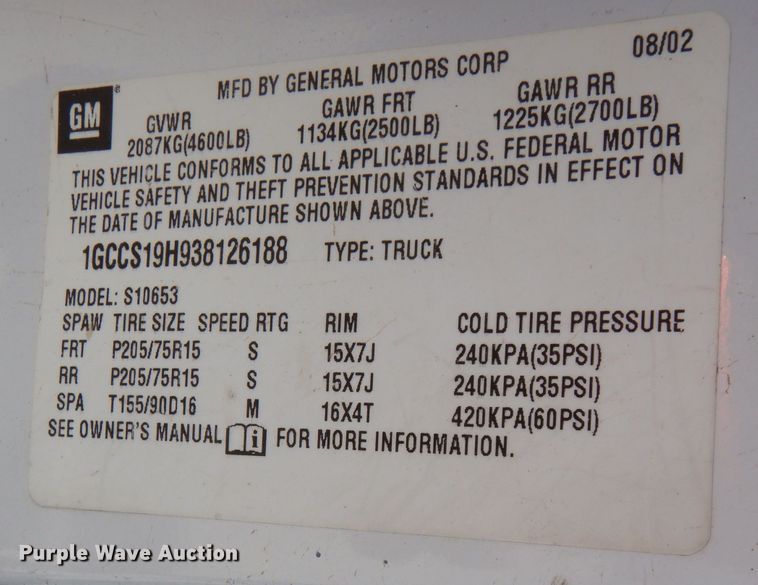 GM
MFD BY GENERAL MOTORS CORP 08/02
GVWR GAWR FRT GAWR RR
2087KG(4600LB) 1134KG(2500LB) 1225KG(2700LB)
THIS VEHICLE CONFORMS TO ALL APPLICABLE U.S. FEDERAL MOTOR
VEHICLE SAFETY AND THEFT PREVENTION STANDARDS IN EFFECT ON
THE DATE OF MANUFACTURE SHOWN ABOVE.
1GCCS19H938126188 TYPE: TRUCK
MODEL: S10653
SPAW TIRE SIZE SPEED RTG RIM COLD TIRE PRESSURE
FRT P205/75R15 S 15X7J 240KPA(35PSI)
RR P205/75R15 S 15X7J 240KPA(35PSI)
SPA T155/90D16 M 16X4T 420KPA(60PSI)
SEE OWNER'S MANUAL i FOR MORE INFORMATION.
Purple Wave Auction